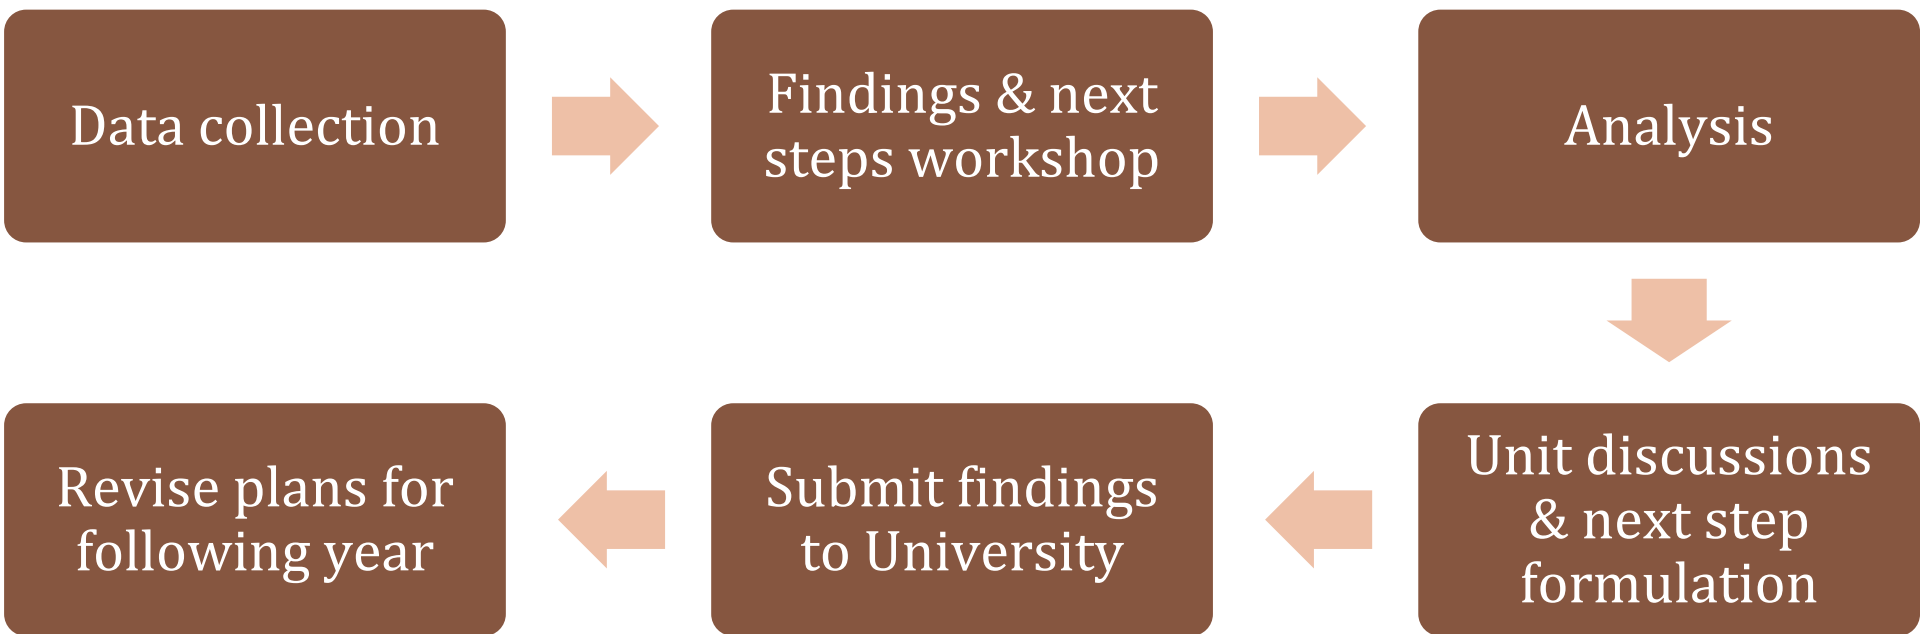 Data collection
Findings & next
steps workshop
Analysis
Unit discussions
& next step
formulation
Submit findings
to University
Revise plans for
following year